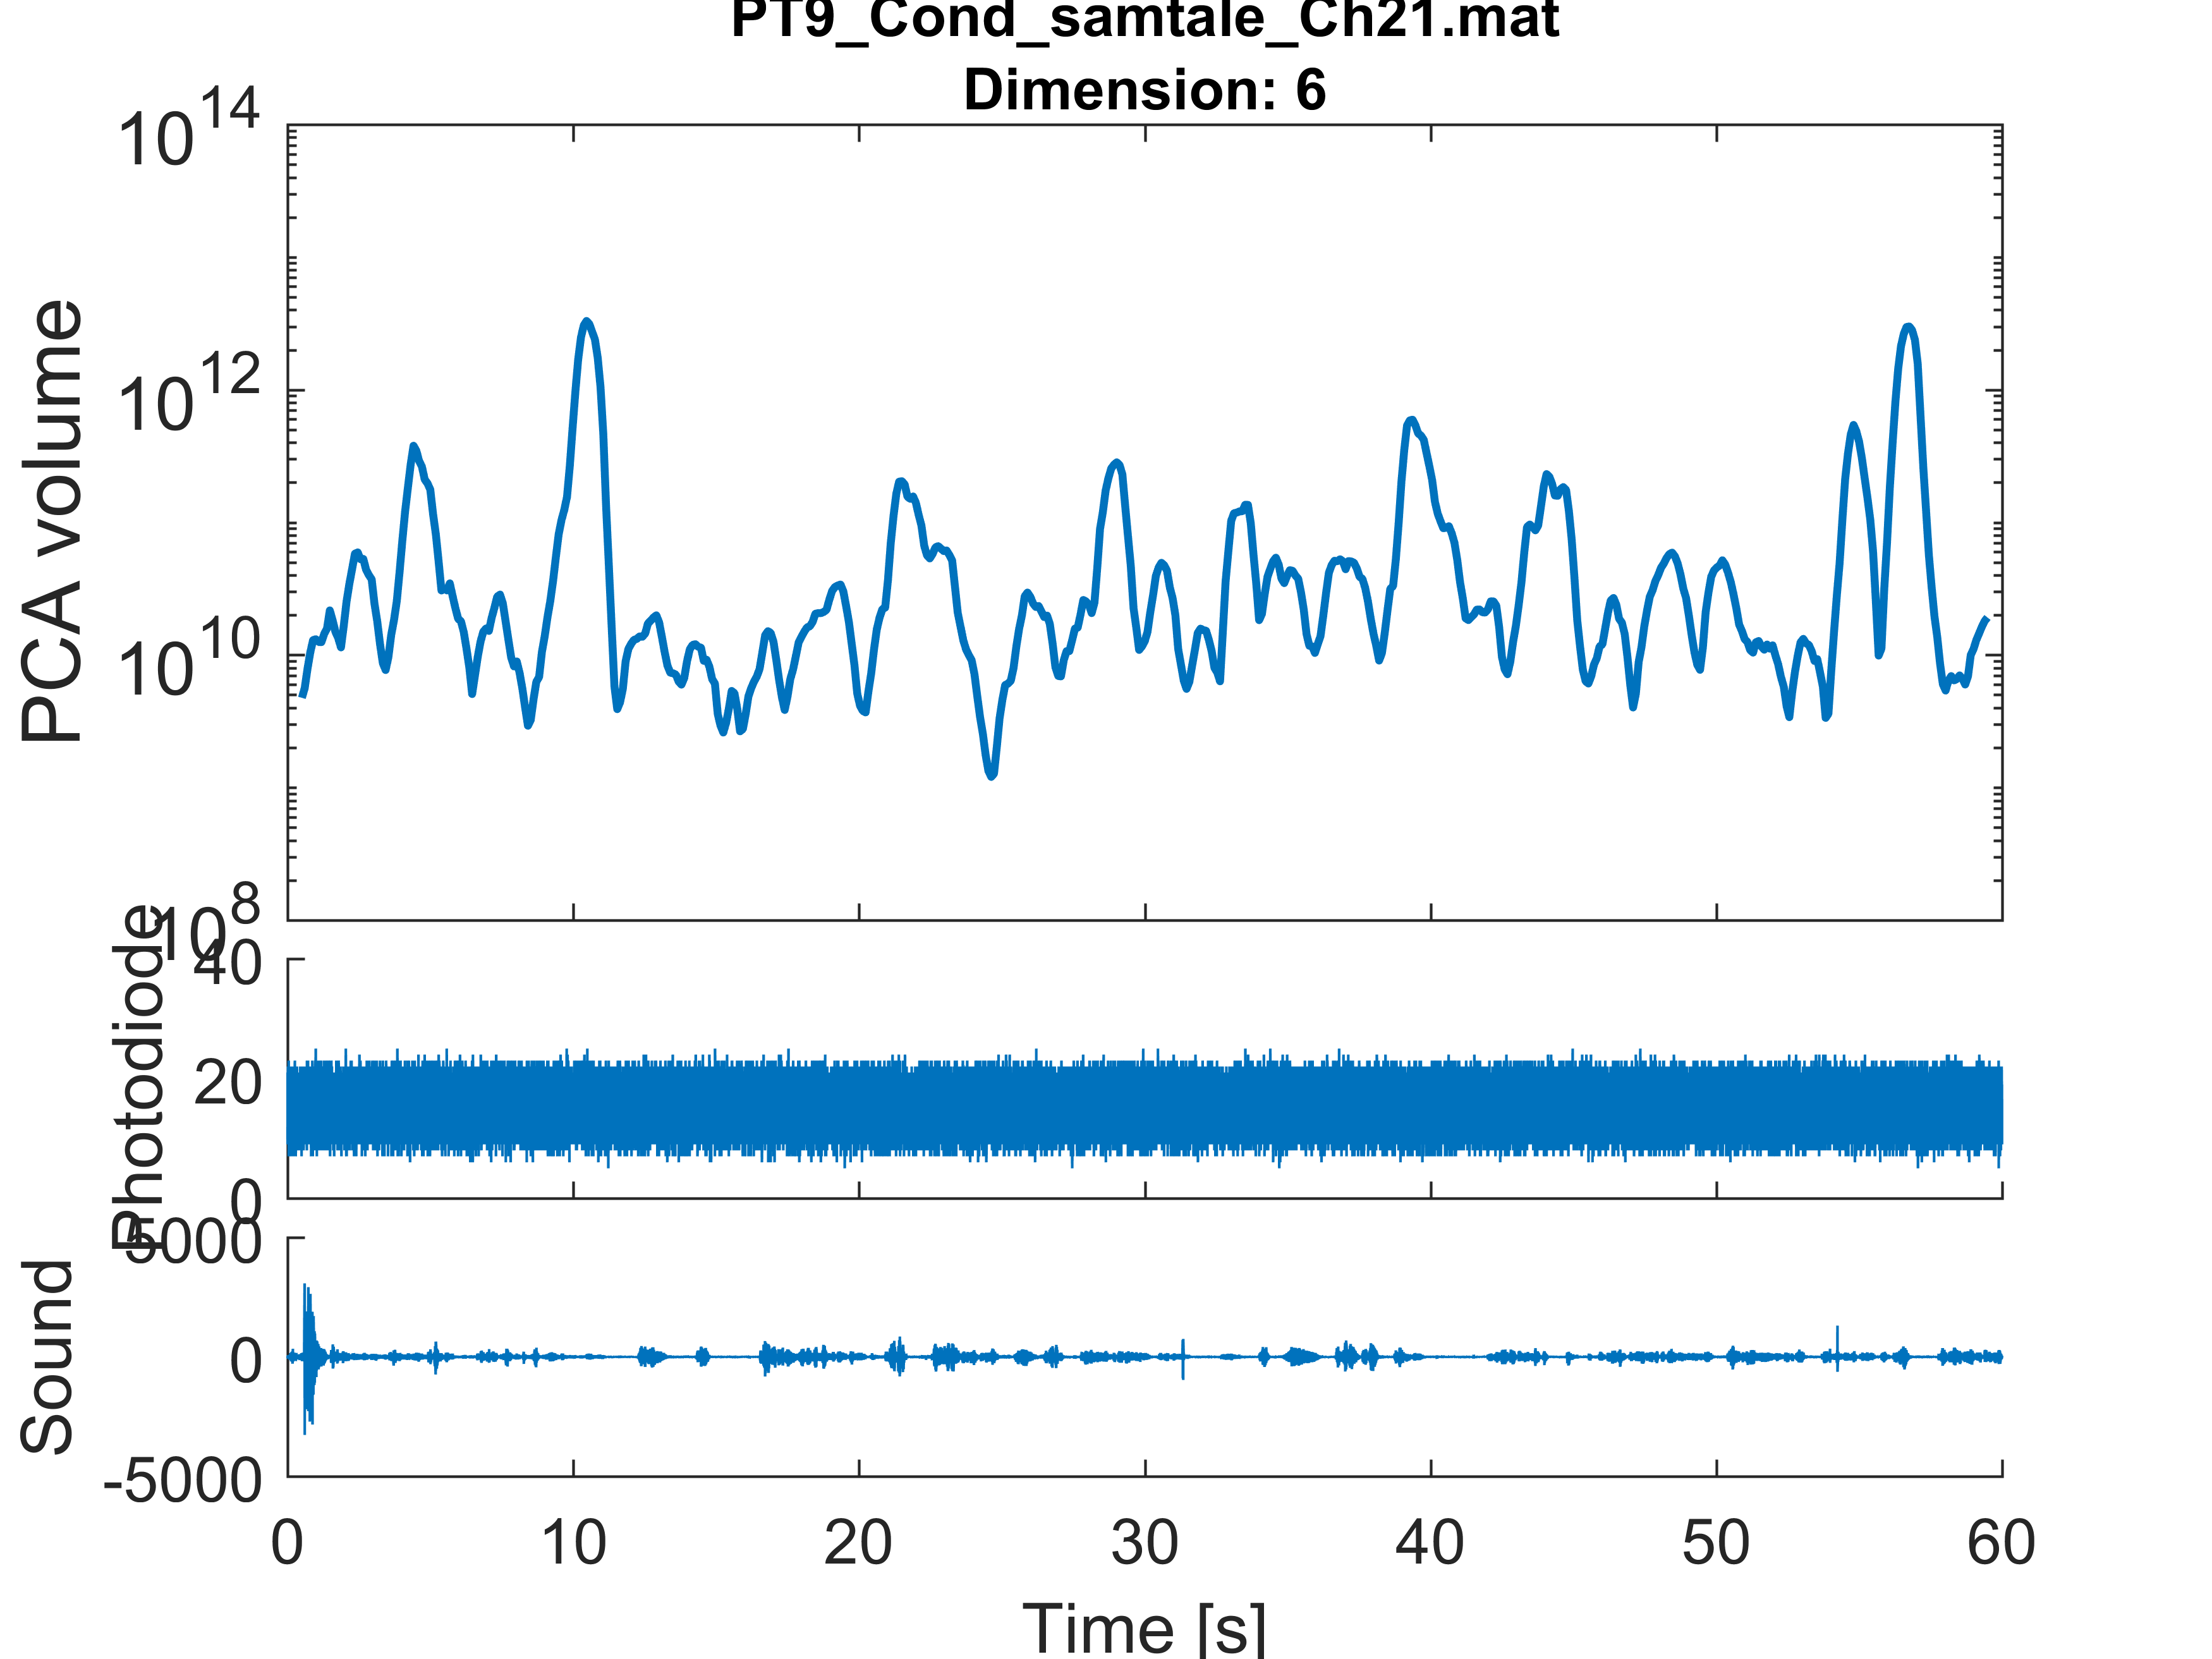 PT9_Cond_samtale_Ch21.mat
Dimension: 6
PCA volume
10^14
10^12
10^10
10^8
Photodiode
40
20
0
Sound
5000
0
-5000
0 10 20 30 40 50 60
Time [s]